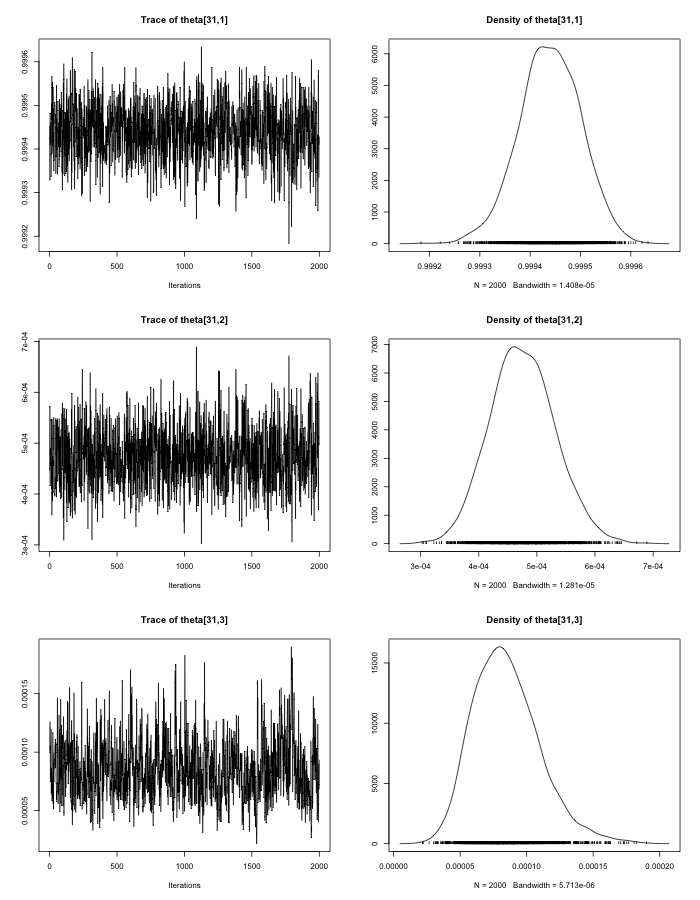 Trace of theta[31,1]
0.9992 0.9993 0.9994 0.9995 0.9996
0 500 1000 1500 2000
Iterations
Density of theta[31,1]
0 1000 2000 3000 4000 5000 6000
0.9992 0.9993 0.9994 0.9995 0.9996
N = 2000 Bandwidth = 1.408e-05
Trace of theta[31,2]
3e-04 4e-04 5e-04 6e-04 7e-04
0 500 1000 1500 2000
Iterations
Density of theta[31,2]
0 1000 2000 3000 4000 5000 6000 7000
3e-04 4e-04 5e-04 6e-04 7e-04
N = 2000 Bandwidth = 1.281e-05
Trace of theta[31,3]
0.00005 0.00010 0.00015
0 500 1000 1500 2000
Iterations
Density of theta[31,3]
0 5000 10000 15000
0.00000 0.00005 0.00010 0.00015 0.00020
N = 2000 Bandwidth = 5.713e-06